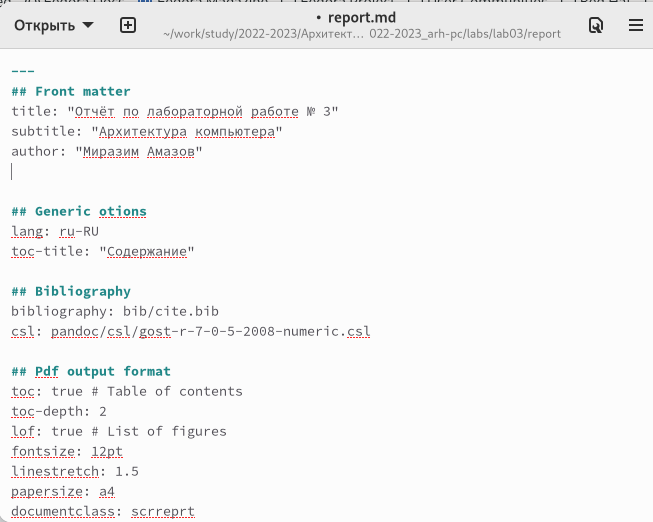 Открыть
• report.md
~/work/study/2022-2023/Архитект… 022-2023_arh-pc/labs/lab03/report
---
## Front matter
title: "Отчёт по лабораторной работе № 3"
subtitle: "Архитектура компьютера"
author: "Миразим Амазов"
## Generic otions
lang: ru-RU
toc-title: "Содержание"
## Bibliography
bibliography: bib/cite.bib
csl: pandoc/csl/gost-r-7-0-5-2008-numeric.csl
## Pdf output format
toc: true # Table of contents
toc-depth: 2
lof: true # List of figures
fontsize: 12pt
linestretch: 1.5
papersize: a4
documentclass: scrreprt